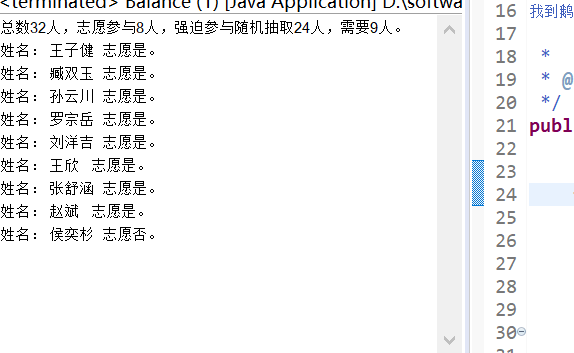 <terminated> Balance (1) [Java Application] D:\softwa
总数32人，志愿参与8人，强迫参与随机抽取24人，需要9人。
姓名：王子健 志愿是。
姓名：臧双玉 志愿是。
姓名：孙云川 志愿是。
姓名：罗宗岳 志愿是。
姓名：刘洋吉 志愿是。
姓名：王欣  志愿是。
姓名：张舒涵 志愿是。
姓名：赵斌  志愿是。
姓名：侯奕杉 志愿否。
16 我到鹅
17
18 *
19 * @
20 */
21 publ
22
23
24
25
26
27
28
29
30